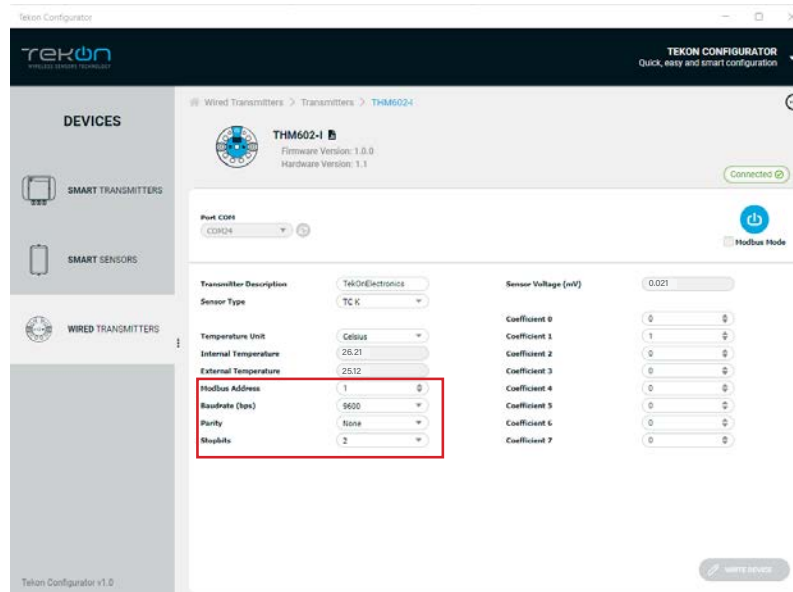 Tekon Configurator
TEKON
WIRELESS SENSORS TECHNOLOGY
TEKON CONFIGURATOR
Quick, easy and smart configuration
DEVICES
SMART TRANSMITTERS
SMART SENSORS
WIRED TRANSMITTERS
Tekon Configurator v1.0
Wired Transmitters > Transmitters > THM602-I
THM602-I
Firmware Version: 1.0.0
Hardware Version: 1.1
Connected
Port COM
COM24
Modbus Mode
Transmitter Description TekOnElectronics
Sensor Type TC K
Temperature Unit Celsius
Internal Temperature 26.21
External Temperature 25.12
Modbus Address 1
Baudrate (bps) 9600
Parity None
Stopbits 2
Sensor Voltage (mV) 0.021
Coefficient 0 0
Coefficient 1 1
Coefficient 2 0
Coefficient 3 0
Coefficient 4 0
Coefficient 5 0
Coefficient 6 0
Coefficient 7 0
WRITE DEVICE